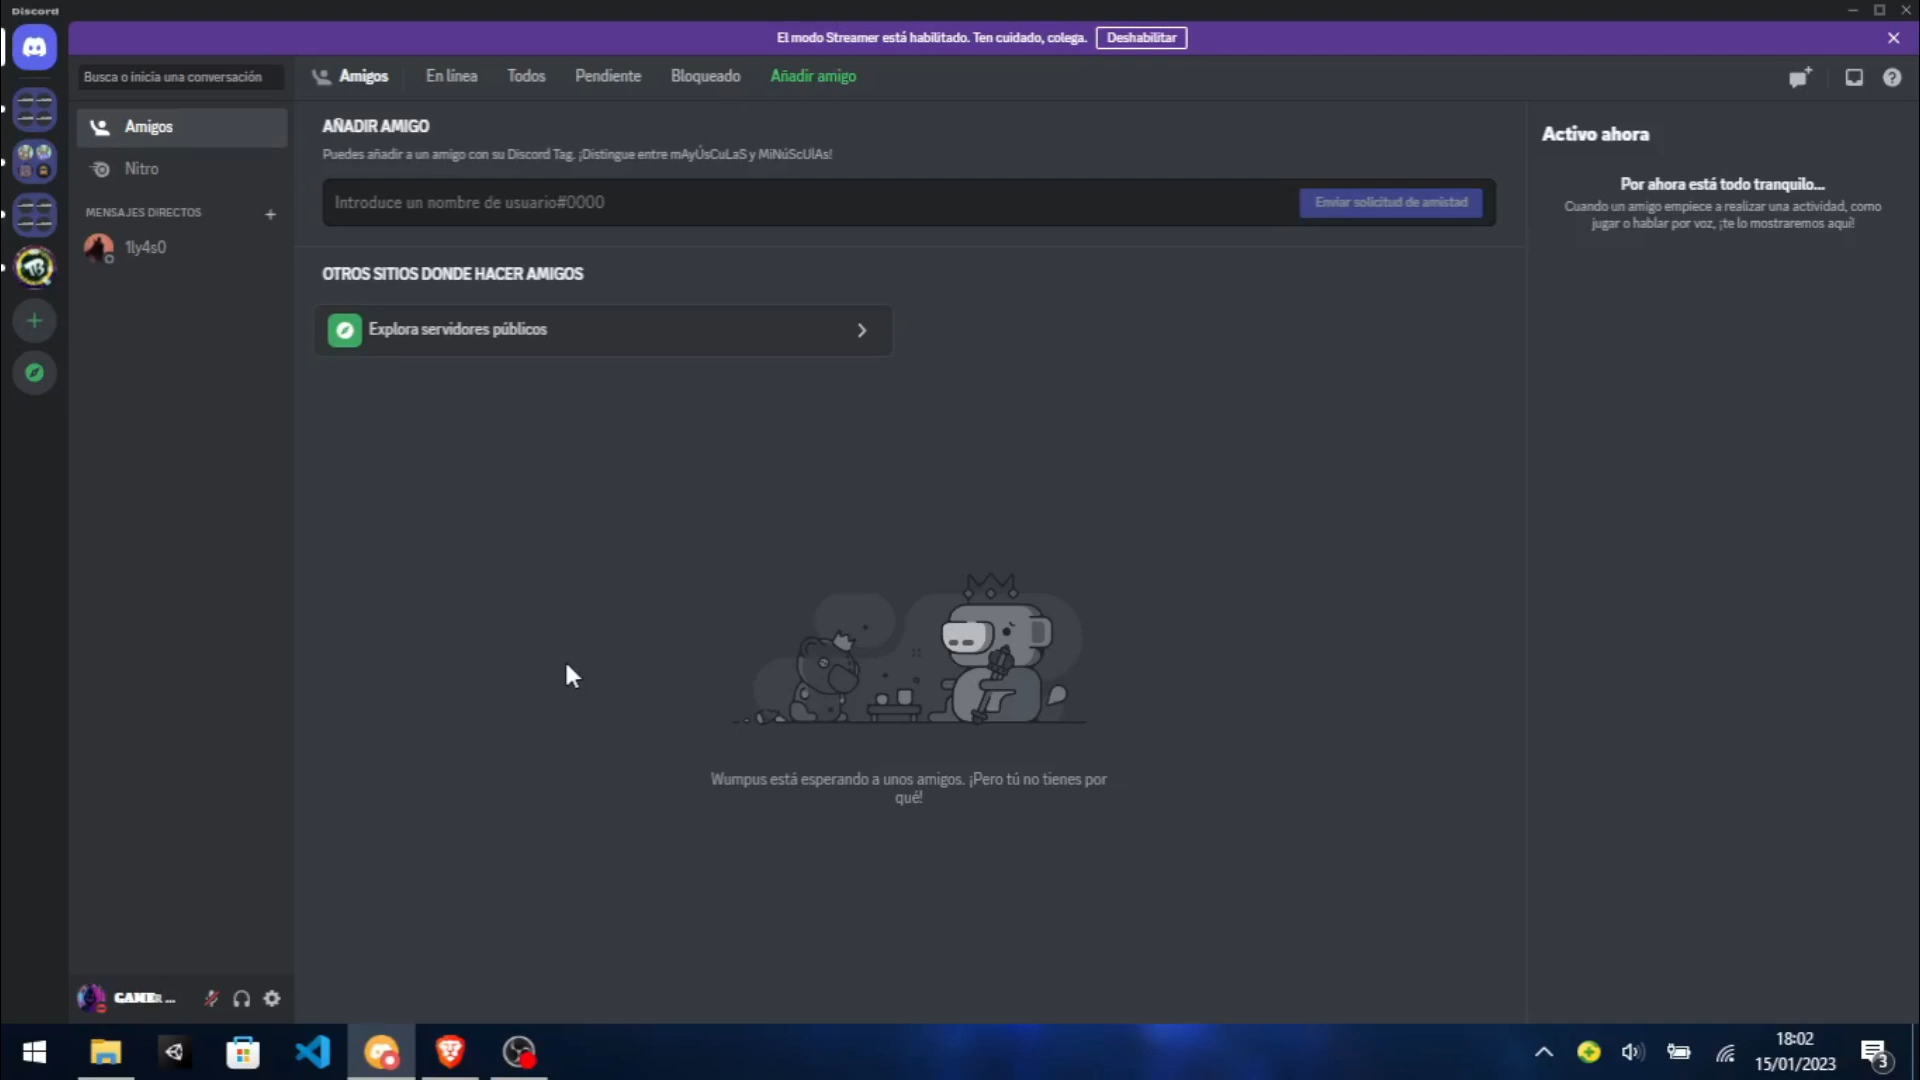 Discord
El modo Streamer está habilitado. Ten cuidado, colega.
Deshabilitar
Busca o inicia una conversación
Amigos
En línea
Todos
Pendiente
Bloqueado
Añadir amigo
Amigos
Nitro
MENSAJES DIRECTOS
1ly4s0
AÑADIR AMIGO
Puedes añadir a un amigo con su Discord Tag. ¡Distingue entre mAyÚsCuLaS y MiNúScUlAs!
Introduce un nombre de usuario#0000
Enviar solicitud de amistad
OTROS SITIOS DONDE HACER AMIGOS
Explora servidores públicos
Wumpus está esperando a unos amigos. ¡Pero tú no tienes por
qué!
Activo ahora
Por ahora está todo tranquilo...
Cuando un amigo empiece a realizar una actividad, como
jugar o hablar por voz, ¡te lo mostraremos aquí!
GAMER ...
18:02
15/01/2023
3